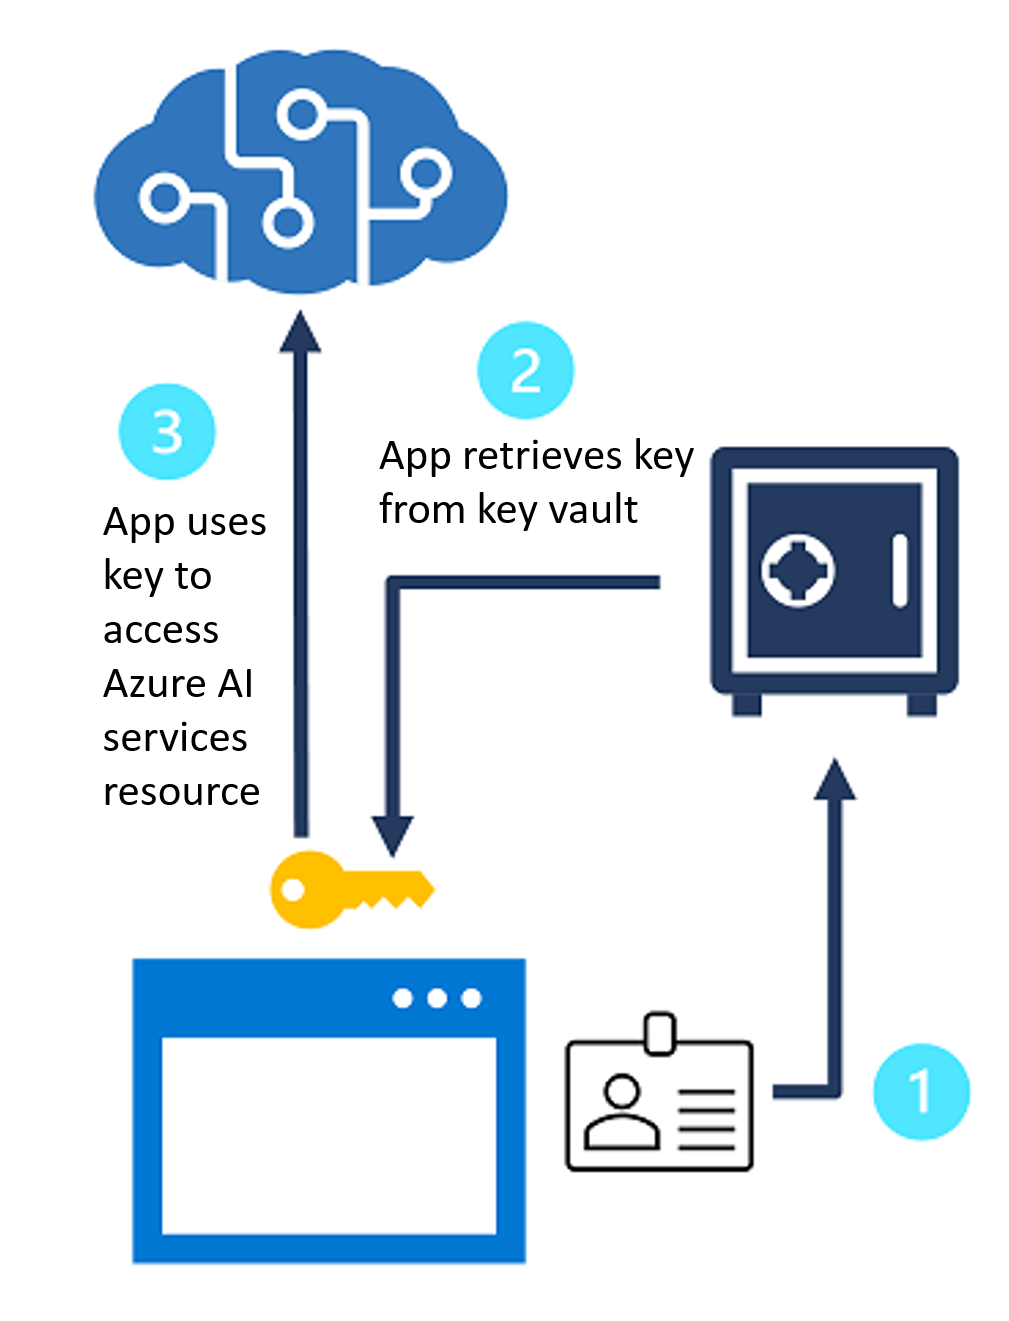 2
App retrieves key
from key vault
3
App uses
key to
access
Azure AI
services
resource
1